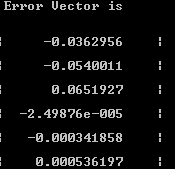 Error Vector is
¦ -0.0362956 ¦
¦ -0.0540011 ¦
¦ 0.0651927 ¦
¦ -2.49876e-005 ¦
¦ -0.000341858 ¦
¦ 0.000536197 ¦